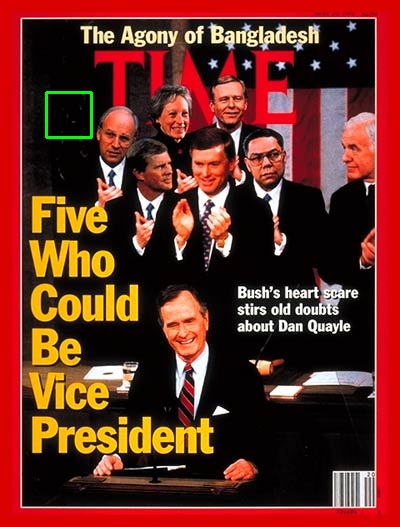 The Agony of Bangladesh
TIME
Five
Who
Could
Be
Vice
President
Bush's heart scare
stirs old doubts
about Dan Quayle
20